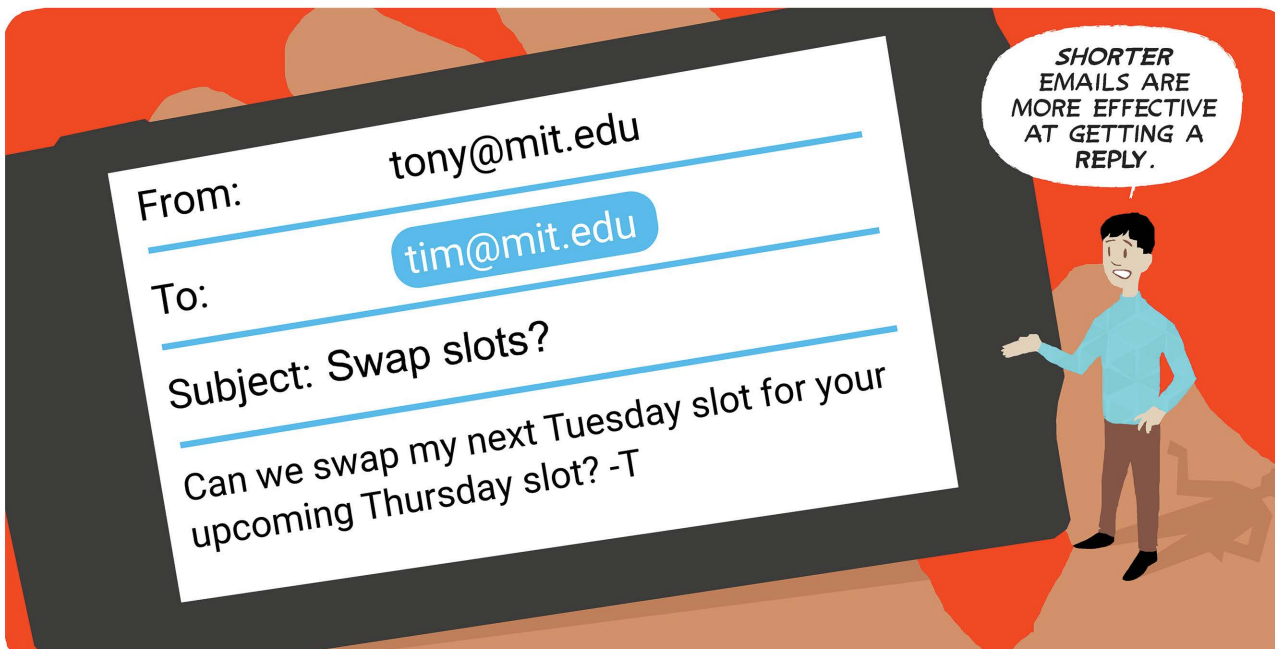 From: tony@mit.edu
To: tim@mit.edu
Subject: Swap slots?
Can we swap my next Tuesday slot for your
upcoming Thursday slot? -T
SHORTER
EMAILS ARE
MORE EFFECTIVE
AT GETTING A
REPLY.